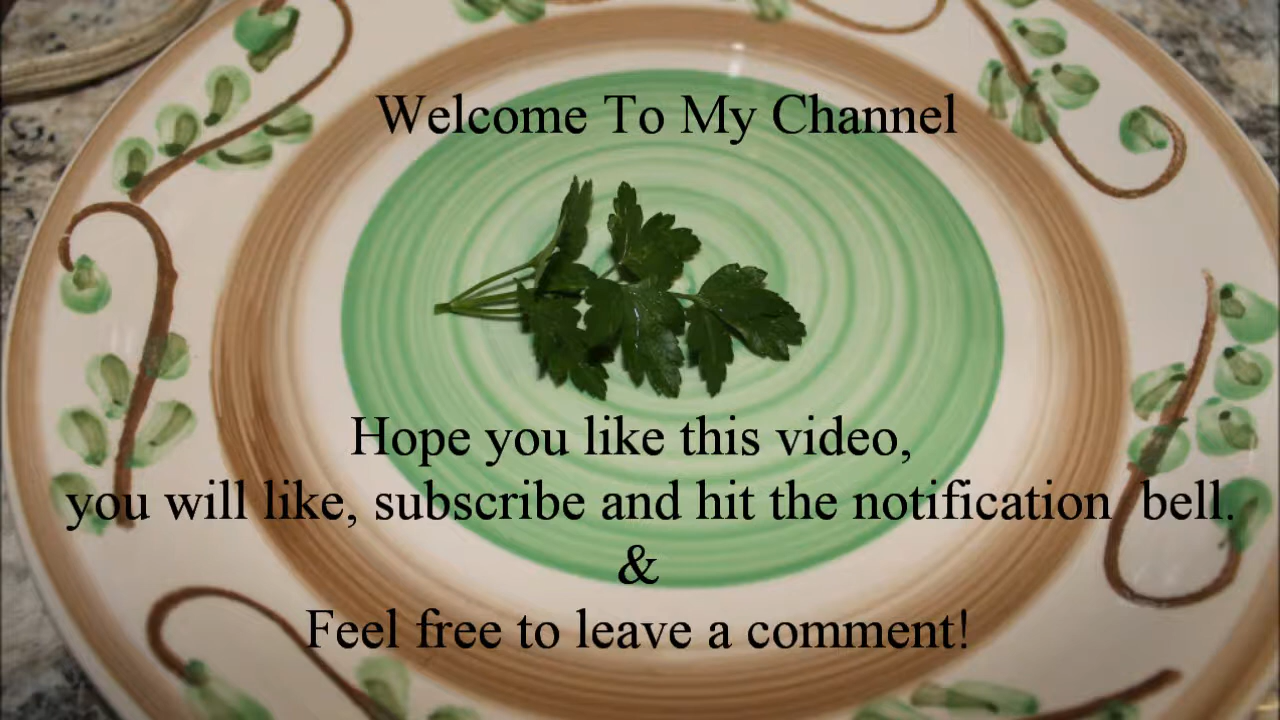 Welcome To My Channel
Hope you like this video,
you will like, subscribe and hit the notification bell.
&
Feel free to leave a comment!